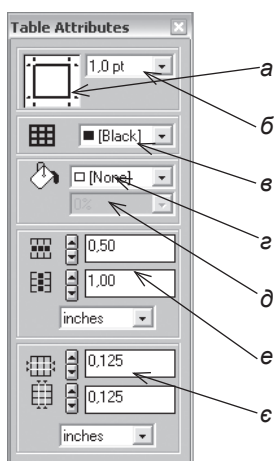 Table Attributes
1,0 pt
а
б
[Black]
в
[None]
0%
г
д
0,50
1,00
е
inches
0,125
0,125
є
inches